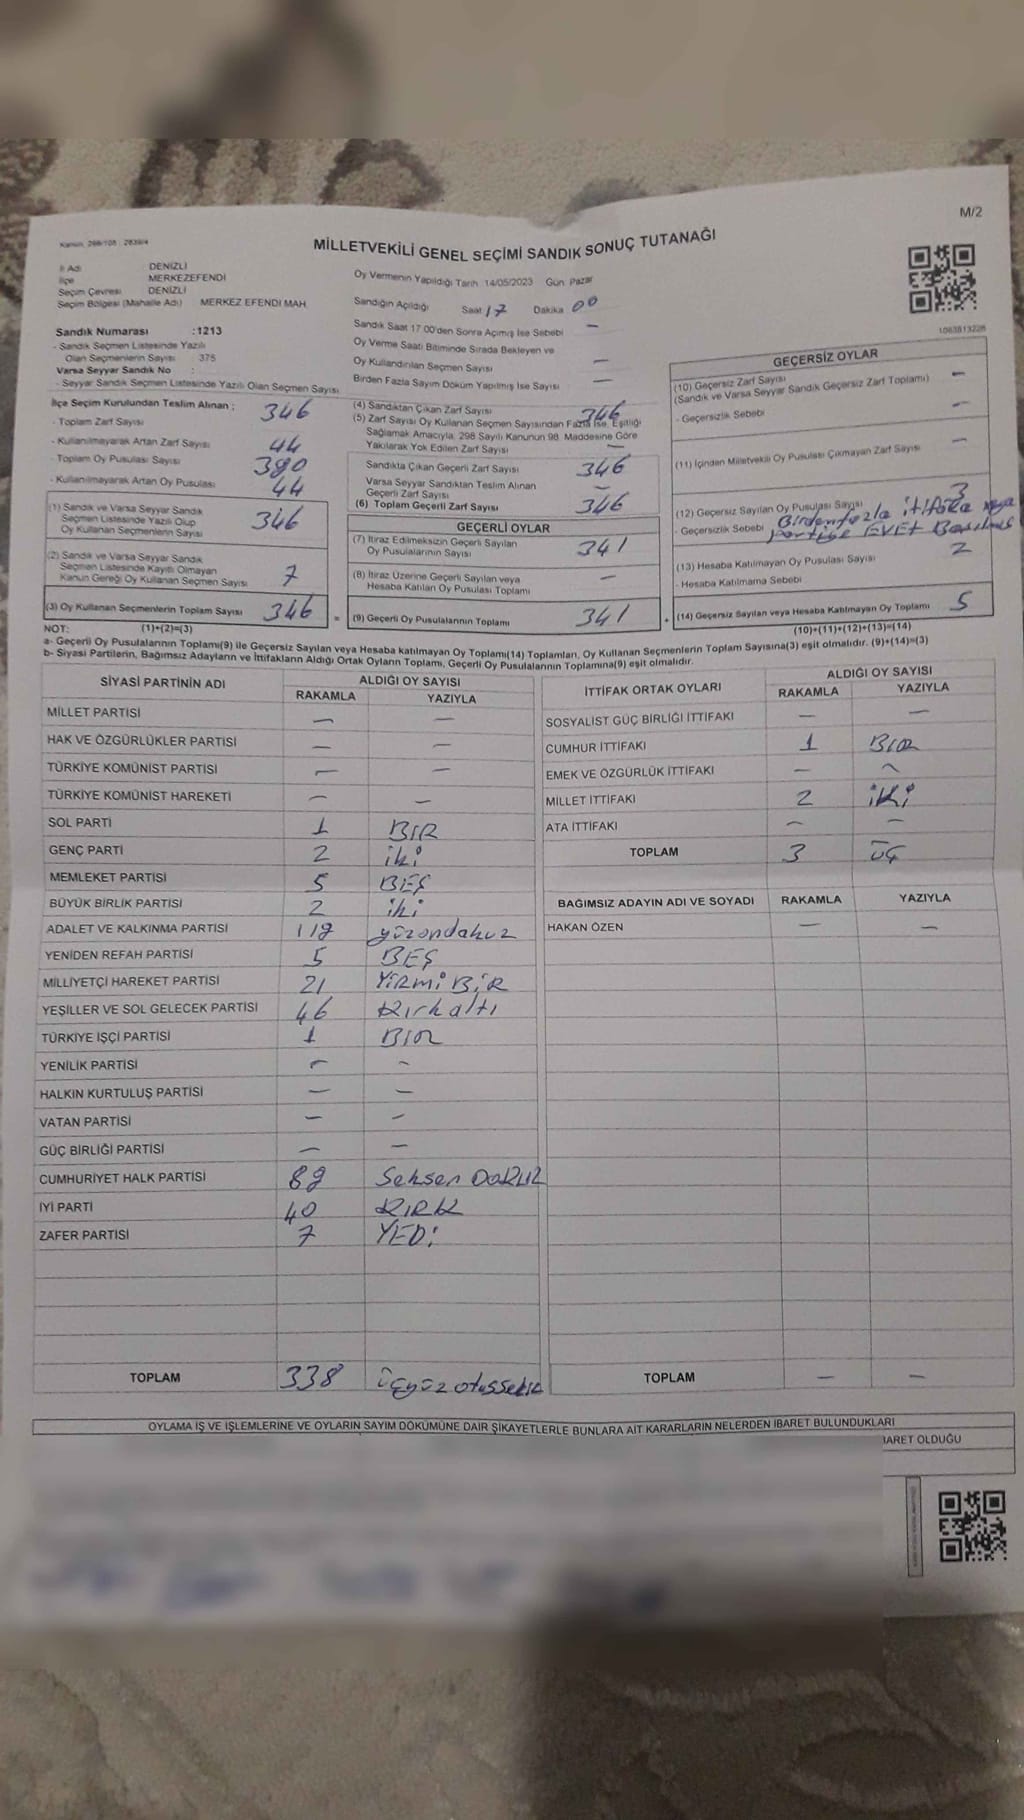 M/2
Kanun, 298/105 : 2839/4
MİLLETVEKİLİ GENEL SEÇİMİ SANDIK SONUÇ TUTANAĞI
İl Adı DENİZLİ
İlçe MERKEZEFENDİ
Seçim Çevresi DENİZLİ
Seçim Bölgesi (Mahalle Adı) MERKEZ EFENDİ MAH.
Sandık Numarası :1213
- Sandık Seçmen Listesinde Yazılı
Olan Seçmenlerin Sayısı 375
Varsa Seyyar Sandık No :
- Seyyar Sandık Seçmen Listesinde Yazılı Olan Seçmen Sayısı
İlçe Seçim Kurulundan Teslim Alınan ;
- Toplam Zarf Sayısı 346
- Kullanılmayarak Artan Zarf Sayısı 44
- Toplam Oy Pusulası Sayısı 390
- Kullanılmayarak Artan Oy Pusulası 44
(1) Sandık ve Varsa Seyyar Sandık
Seçmen Listesinde Yazılı Olup
Oy Kullanan Seçmenlerin Sayısı 346
(2) Sandık ve Varsa Seyyar Sandık
Seçmen Listesinde Kayıtlı Olmayan
Kanun Gereği Oy Kullanan Seçmen Sayısı 7
(3) Oy Kullanan Seçmenlerin Toplam Sayısı 346 =
Oy Vermenin Yapıldığı Tarih 14/05/2023 Gün Pazar
Sandığın Açıldığı Saat 17 Dakika 00
Sandık Saat 17 00'den Sonra Açımış İse Sebebi —
Oy Verme Saati Bitiminde Sırada Bekleyen ve
Oy Kullandırılan Seçmen Sayısı —
Birden Fazla Sayım Döküm Yapılmış İse Sayısı —
(4) Sandıktan Çıkan Zarf Sayısı 346
(5) Zarf Sayısı Oy Kullanan Seçmen Sayısından Fazla İse, Eşitliği
Sağlamak Amacıyla, 298 Sayılı Kanunun 98. Maddesine Göre
Yakılarak Yok Edilen Zarf Sayısı —
Sandıkta Çıkan Geçerli Zarf Sayısı 346
Varsa Seyyar Sandıktan Teslim Alınan
Geçerli Zarf Sayısı —
(6) Toplam Geçerli Zarf Sayısı 346
GEÇERLİ OYLAR
(7) İtiraz Edilmeksizin Geçerli Sayılan
Oy Pusulalarının Sayısı 341
(8) İtiraz Üzerine Geçerli Sayılan veya
Hesaba Katılan Oy Pusulası Toplamı —
(9) Geçerli Oy Pusulalarının Toplamı 341 +
1063813226
GEÇERSİZ OYLAR
(10) Geçersiz Zarf Sayısı —
(Sandık ve Varsa Seyyar Sandık Geçersiz Zarf Toplamı)
- Geçersizlik Sebebi —
(11) İçinden Milletvekili Oy Pusulası Çıkmayan Zarf Sayısı —
(12) Geçersiz Sayılan Oy Pusulası Sayısı 3
- Geçersizlik Sebebi Birden fazla ittifaka veya
partiye EVET Basılmış
(13) Hesaba Katılmayan Oy Pusulası Sayısı 2
- Hesaba Katılmama Sebebi
(14) Geçersiz Sayılan veya Hesaba Katılmayan Oy Toplamı 5
NOT: (1)+(2)=(3) (10)+(11)+(12)+(13)=(14)
a- Geçerli Oy Pusulalarının Toplamı(9) ile Geçersiz Sayılan veya Hesaba katılmayan Oy Toplamı(14) Toplamları, Oy Kullanan Seçmenlerin Toplam Sayısına(3) eşit olmalıdır. (9)+(14)=(3)
b- Siyasi Partilerin, Bağımsız Adayların ve İttifakların Aldığı Ortak Oyların Toplamı, Geçerli Oy Pusulalarının Toplamına(9) eşit olmalıdır.
SİYASİ PARTİNİN ADI ALDIĞI OY SAYISI
RAKAMLA YAZIYLA
MİLLET PARTİSİ — —
HAK VE ÖZGÜRLÜKLER PARTİSİ — —
TÜRKİYE KOMÜNİST PARTİSİ — —
TÜRKİYE KOMÜNİST HAREKETİ — —
SOL PARTİ 1 BİR
GENÇ PARTİ 2 iki
MEMLEKET PARTİSİ 5 BEŞ
BÜYÜK BİRLİK PARTİSİ 2 iki
ADALET VE KALKINMA PARTİSİ 119 yüzondokuz
YENİDEN REFAH PARTİSİ 5 BEŞ
MİLLİYETÇİ HAREKET PARTİSİ 21 YİRMİ BİR
YEŞİLLER VE SOL GELECEK PARTİSİ 46 Kırkaltı
TÜRKİYE İŞÇİ PARTİSİ 1 BIR
YENİLİK PARTİSİ — —
HALKIN KURTULUŞ PARTİSİ — —
VATAN PARTİSİ — —
GÜÇ BİRLİĞİ PARTİSİ — —
CUMHURİYET HALK PARTİSİ 89 Seksen DOKUZ
İYİ PARTİ 40 KIRK
ZAFER PARTİSİ 7 YEDİ
TOPLAM 338 üçyüz otuzsekiz
İTTİFAK ORTAK OYLARI ALDIĞI OY SAYISI
RAKAMLA YAZIYLA
SOSYALİST GÜÇ BİRLİĞİ İTTİFAKI — —
CUMHUR İTTİFAKI 1 BIR
EMEK VE ÖZGÜRLÜK İTTİFAKI — —
MİLLET İTTİFAKI 2 iki
ATA İTTİFAKI — —
TOPLAM 3 ÜÇ
BAĞIMSIZ ADAYIN ADI VE SOYADI RAKAMLA YAZIYLA
HAKAN ÖZEN — —
TOPLAM — —
OYLAMA İŞ VE İŞLEMLERİNE VE OYLARIN SAYIM DÖKÜMÜNE DAİR ŞİKAYETLERLE BUNLARA AİT KARARLARIN NELERDEN İBARET BULUNDUKLARI
BARET OLDUĞU